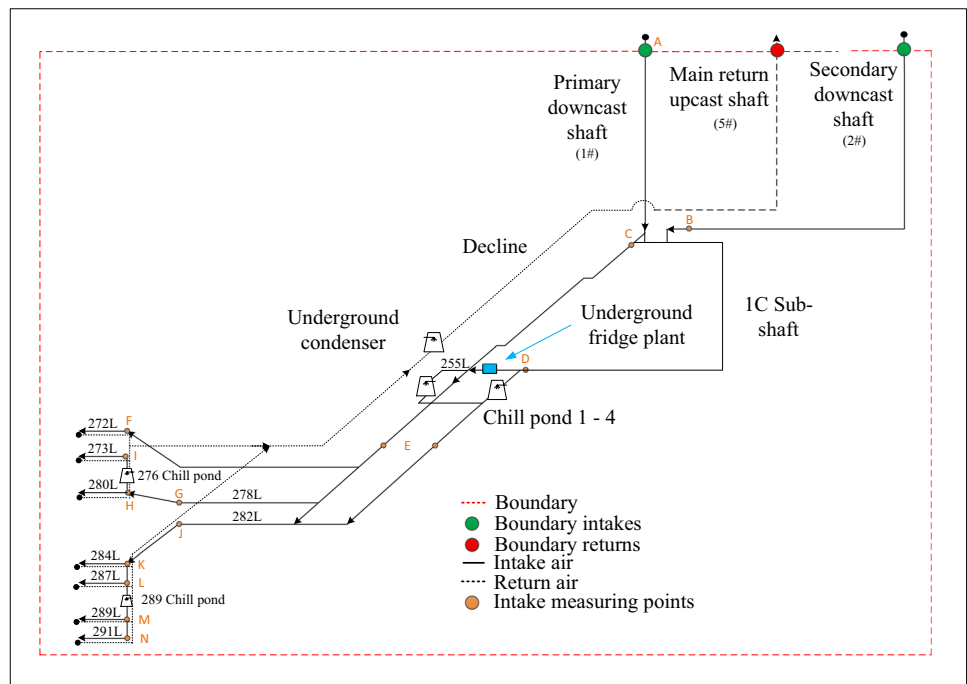 A
Primary
downcast
shaft
(1#)
Main return
upcast shaft
(5#)
Secondary
downcast
shaft
(2#)
B
C
Decline
1C Sub-
shaft
Underground
condenser
Underground
fridge plant
255L
D
Chill pond 1 - 4
E
272L
F
273L
I
276 Chill pond
280L
H
G
278L
282L
J
284L
K
287L
L
289 Chill pond
289L
M
291L
N
Boundary
Boundary intakes
Boundary returns
Intake air
Return air
Intake measuring points